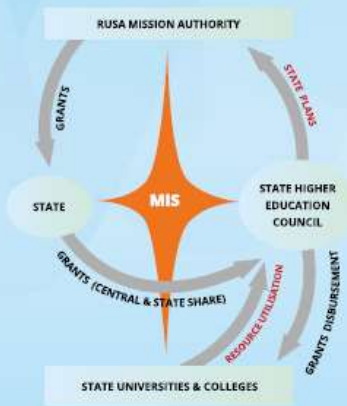 RUSA MISSION AUTHORITY
GRANTS
STATE PLANS
MIS
STATE
STATE HIGHER
EDUCATION
COUNCIL
GRANTS (CENTRAL & STATE SHARE)
RESOURCE UTILISATION
GRANTS DISBURSEMENT
STATE UNIVERSITIES & COLLEGES